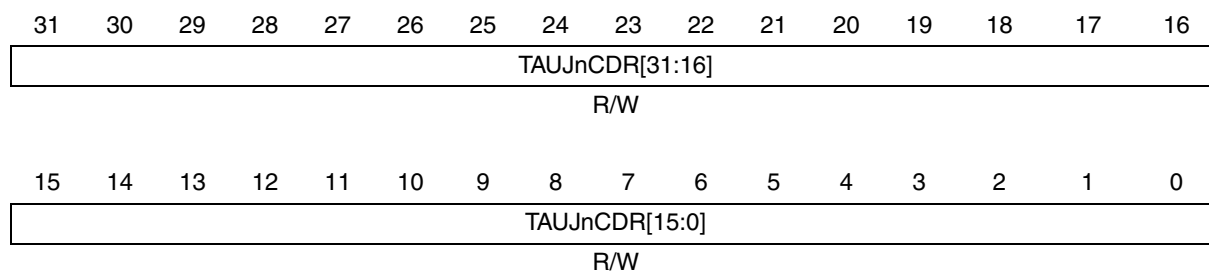 31 30 29 28 27 26 25 24 23 22 21 20 19 18 17 16
TAUJnCDR[31:16]
R/W
15 14 13 12 11 10 9 8 7 6 5 4 3 2 1 0
TAUJnCDR[15:0]
R/W